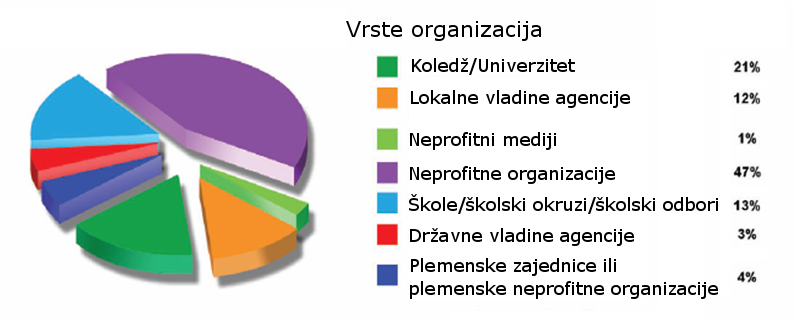 Vrste organizacija
Koledž/Univerzitet 21%
Lokalne vladine agencije 12%
Neprofitni mediji 1%
Neprofitne organizacije 47%
Škole/školski okruzi/školski odbori 13%
Državne vladine agencije 3%
Plemenske zajednice ili
plemenske neprofitne organizacije 4%